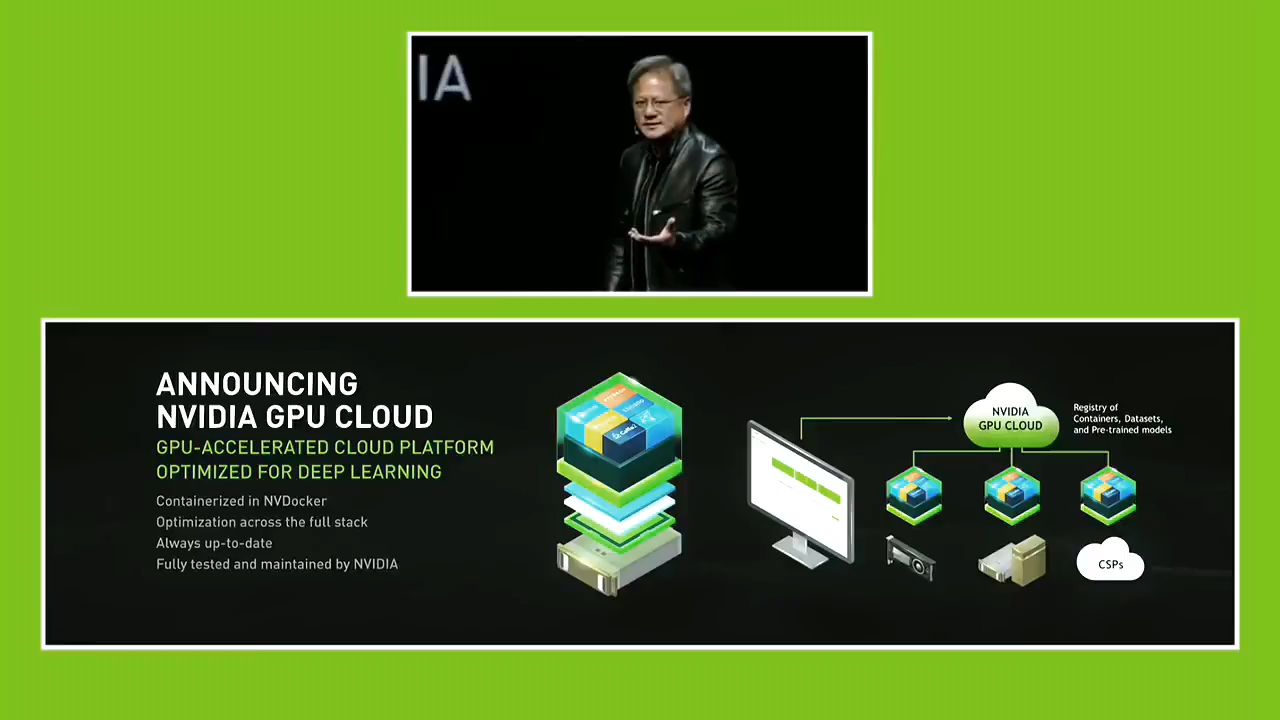 IA
ANNOUNCING
NVIDIA GPU CLOUD
GPU-ACCELERATED CLOUD PLATFORM
OPTIMIZED FOR DEEP LEARNING
Containerized in NVDocker
Optimization across the full stack
Always up-to-date
Fully tested and maintained by NVIDIA
Caffe2
NVIDIA
GPU CLOUD
Registry of
Containers, Datasets,
and Pre-trained models
CSPs